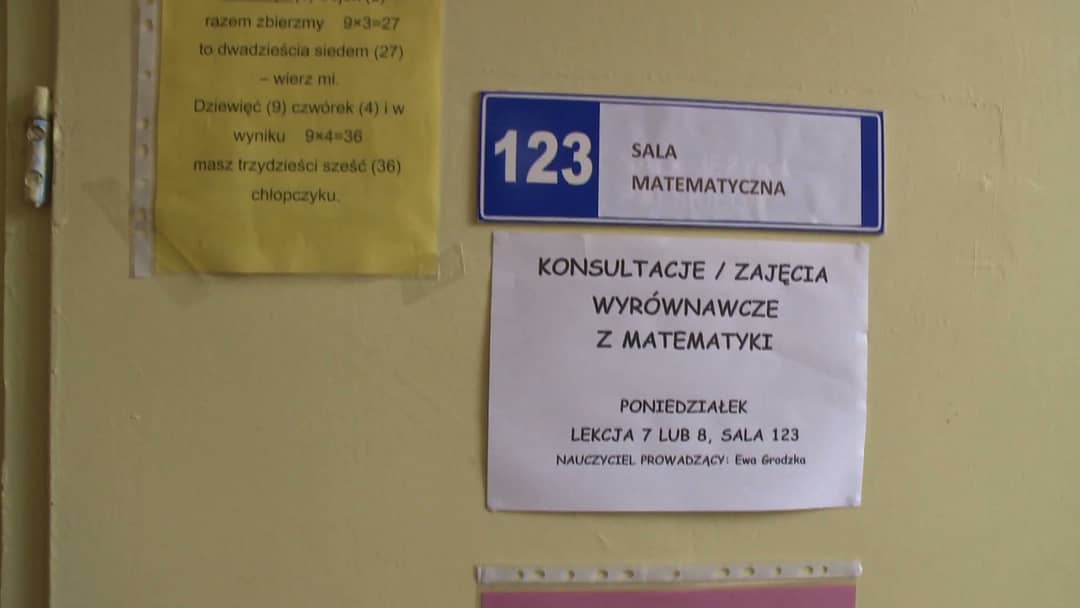 razem zbierzmy 9×3=27
to dwadzieścia siedem (27)
– wierz mi.
Dziewięć (9) czwórek (4) i w
wyniku 9×4=36
masz trzydzieści sześć (36)
chłopczyku.
123
SALA
MATEMATYCZNA
KONSULTACJE / ZAJĘCIA
WYRÓWNAWCZE
Z MATEMATYKI
PONIEDZIAŁEK
LEKCJA 7 LUB 8, SALA 123
NAUCZYCIEL PROWADZĄCY: Ewa Grodzka